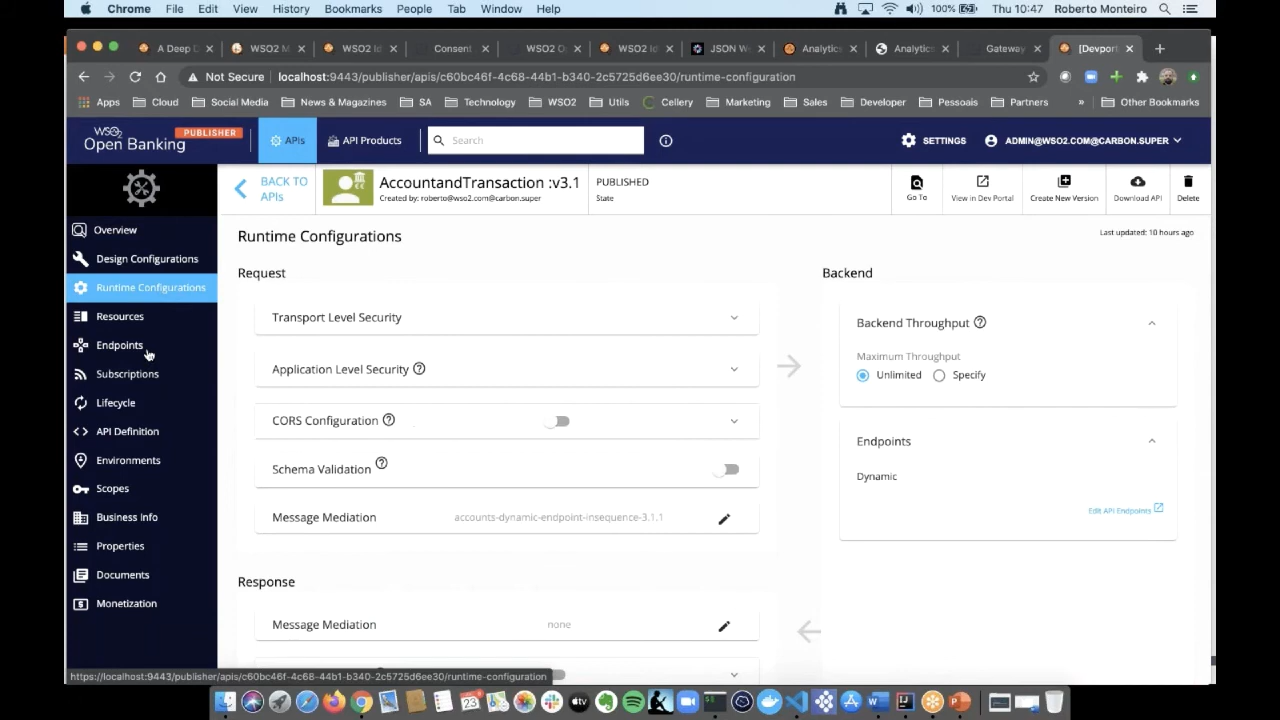 Chrome File Edit View History Bookmarks People Tab Window Help 100% Thu 10:47 Roberto Monteiro
A Deep D WSO2 M WSO2 Id Consent WSO2 O WSO2 Id JSON W Analytics Analytics Gateway [Devport
Not Secure localhost:9443/publisher/apis/c60bc46f-4c68-44b1-b340-2c5725d6ee30/runtime-configuration
Apps Cloud Social Media News & Magazines SA Technology WSO2 Utils Cellery Marketing Sales Developer Pessoais Partners » Other Bookmarks
WSO2 Open Banking PUBLISHER APIs API Products Search SETTINGS ADMIN@WSO2.COM@CARBON.SUPER
BACK TO APIs
AccountandTransaction :v3.1
Created by: roberto@wso2.com@carbon.super
PUBLISHED
State
Go To View in Dev Portal Create New Version Download API Delete
Overview
Design Configurations
Runtime Configurations
Resources
Endpoints
Subscriptions
Lifecycle
API Definition
Environments
Scopes
Business Info
Properties
Documents
Monetization
Runtime Configurations
Last updated: 10 hours ago
Request
Transport Level Security
Application Level Security
CORS Configuration
Schema Validation
Message Mediation accounts-dynamic-endpoint-insequence-3.1.1
Response
Message Mediation none
Backend
Backend Throughput
Maximum Throughput
Unlimited Specify
Endpoints
Dynamic
Edit API Endpoints
https://localhost:9443/publisher/apis/c60bc46f-4c68-44b1-b340-2c5725d6ee30/runtime-configuration